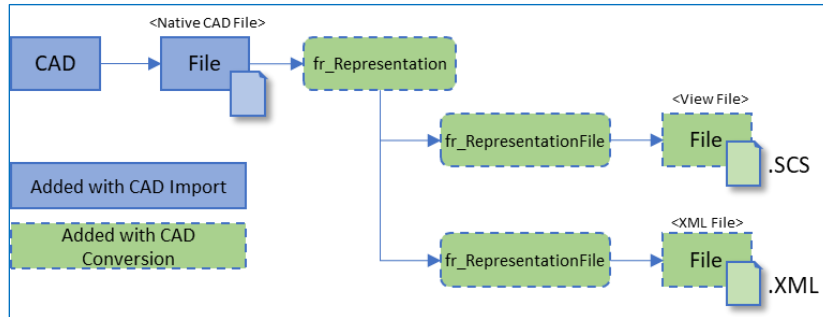 <Native CAD File>
CAD
File
fr_Representation
<View File>
fr_RepresentationFile
File
.SCS
Added with CAD Import
Added with CAD
Conversion
<XML File>
fr_RepresentationFile
File
.XML